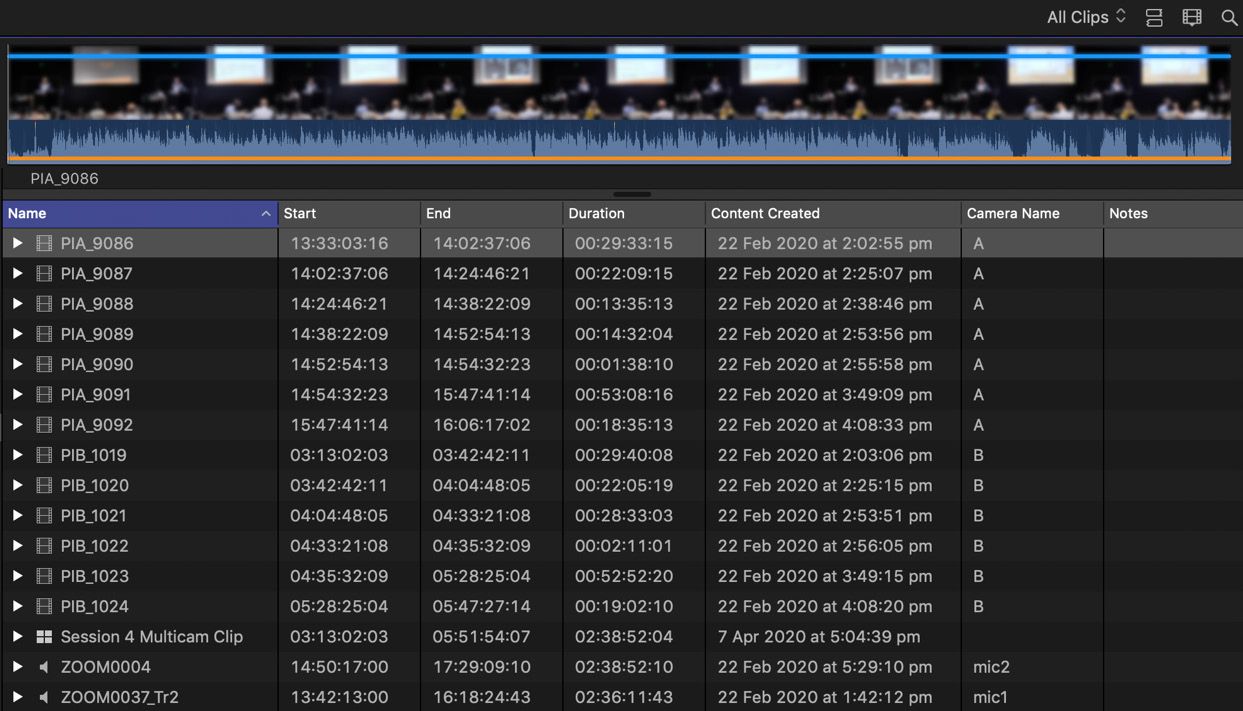 All Clips
PIA_9086
Name Start End Duration Content Created Camera Name Notes
PIA_9086 13:33:03:16 14:02:37:06 00:29:33:15 22 Feb 2020 at 2:02:55 pm A
PIA_9087 14:02:37:06 14:24:46:21 00:22:09:15 22 Feb 2020 at 2:25:07 pm A
PIA_9088 14:24:46:21 14:38:22:09 00:13:35:13 22 Feb 2020 at 2:38:46 pm A
PIA_9089 14:38:22:09 14:52:54:13 00:14:32:04 22 Feb 2020 at 2:53:56 pm A
PIA_9090 14:52:54:13 14:54:32:23 00:01:38:10 22 Feb 2020 at 2:55:58 pm A
PIA_9091 14:54:32:23 15:47:41:14 00:53:08:16 22 Feb 2020 at 3:49:09 pm A
PIA_9092 15:47:41:14 16:06:17:02 00:18:35:13 22 Feb 2020 at 4:08:33 pm A
PIB_1019 03:13:02:03 03:42:42:11 00:29:40:08 22 Feb 2020 at 2:03:06 pm B
PIB_1020 03:42:42:11 04:04:48:05 00:22:05:19 22 Feb 2020 at 2:25:15 pm B
PIB_1021 04:04:48:05 04:33:21:08 00:28:33:03 22 Feb 2020 at 2:53:51 pm B
PIB_1022 04:33:21:08 04:35:32:09 00:02:11:01 22 Feb 2020 at 2:56:05 pm B
PIB_1023 04:35:32:09 05:28:25:04 00:52:52:20 22 Feb 2020 at 3:49:15 pm B
PIB_1024 05:28:25:04 05:47:27:14 00:19:02:10 22 Feb 2020 at 4:08:20 pm B
Session 4 Multicam Clip 03:13:02:03 05:51:54:07 02:38:52:04 7 Apr 2020 at 5:04:39 pm
ZOOM0004 14:50:17:00 17:29:09:10 02:38:52:10 22 Feb 2020 at 5:29:10 pm mic2
ZOOM0037_Tr2 13:42:13:00 16:18:24:43 02:36:11:43 22 Feb 2020 at 1:42:12 pm mic1